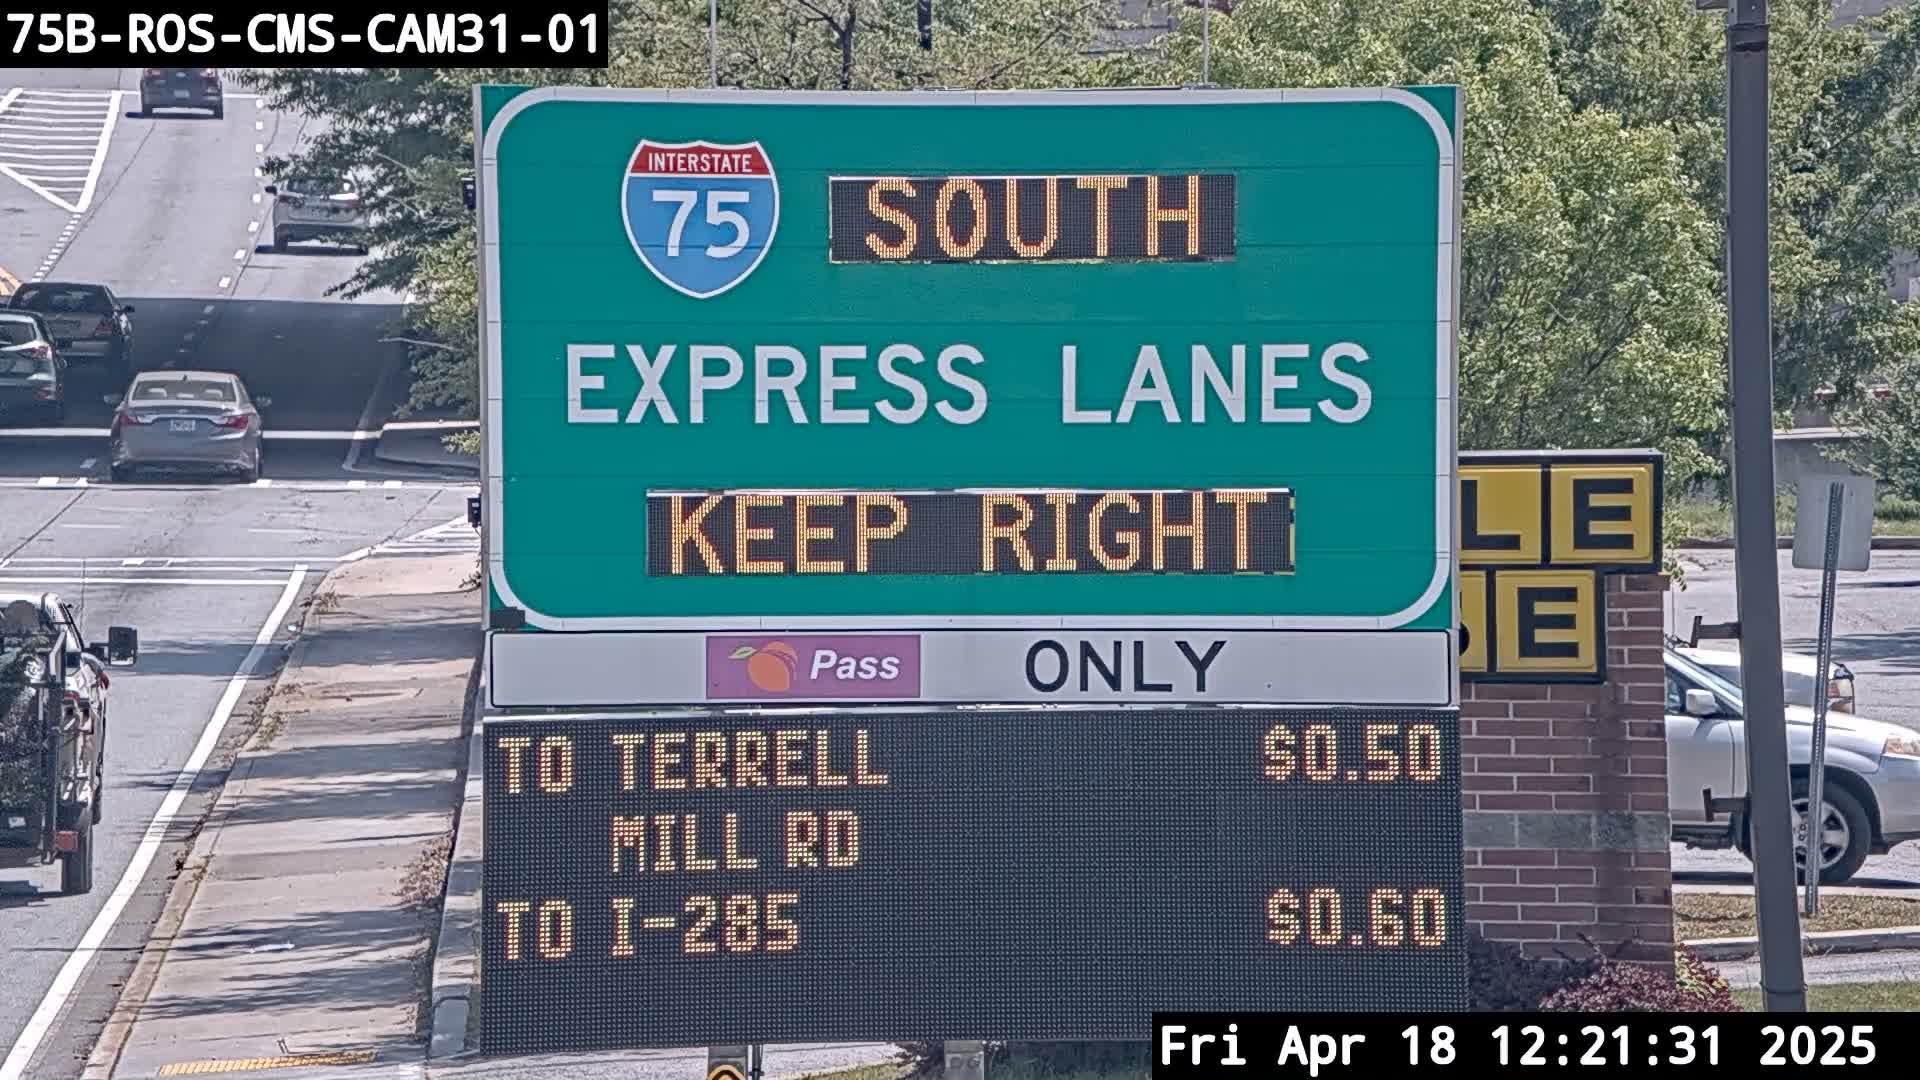 75B-ROS-CMS-CAM31-01
INTERSTATE
75
SOUTH
EXPRESS LANES
KEEP RIGHT
Pass ONLY
TO TERRELL $0.50
MILL RD
TO I-285 $0.60
LE
E
Fri Apr 18 12:21:31 2025